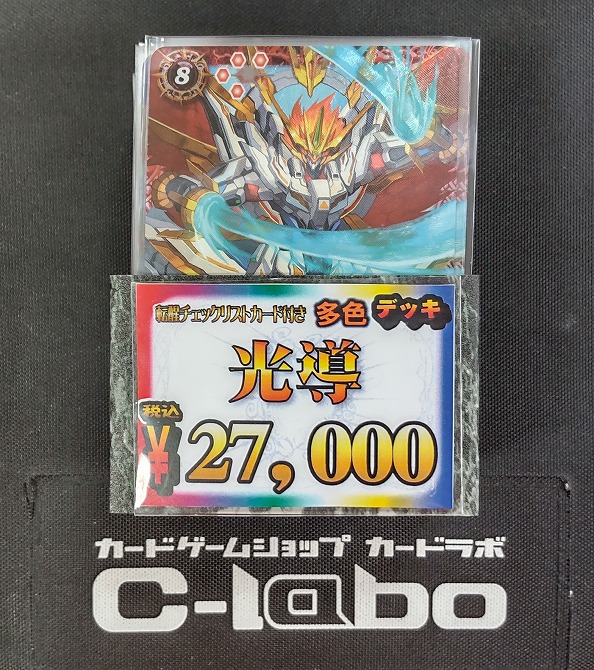 8
転醒チェックリストカード付き 多色 デッキ
光導
税込
¥27,000
カードゲームショップ カードラボ
C-labo